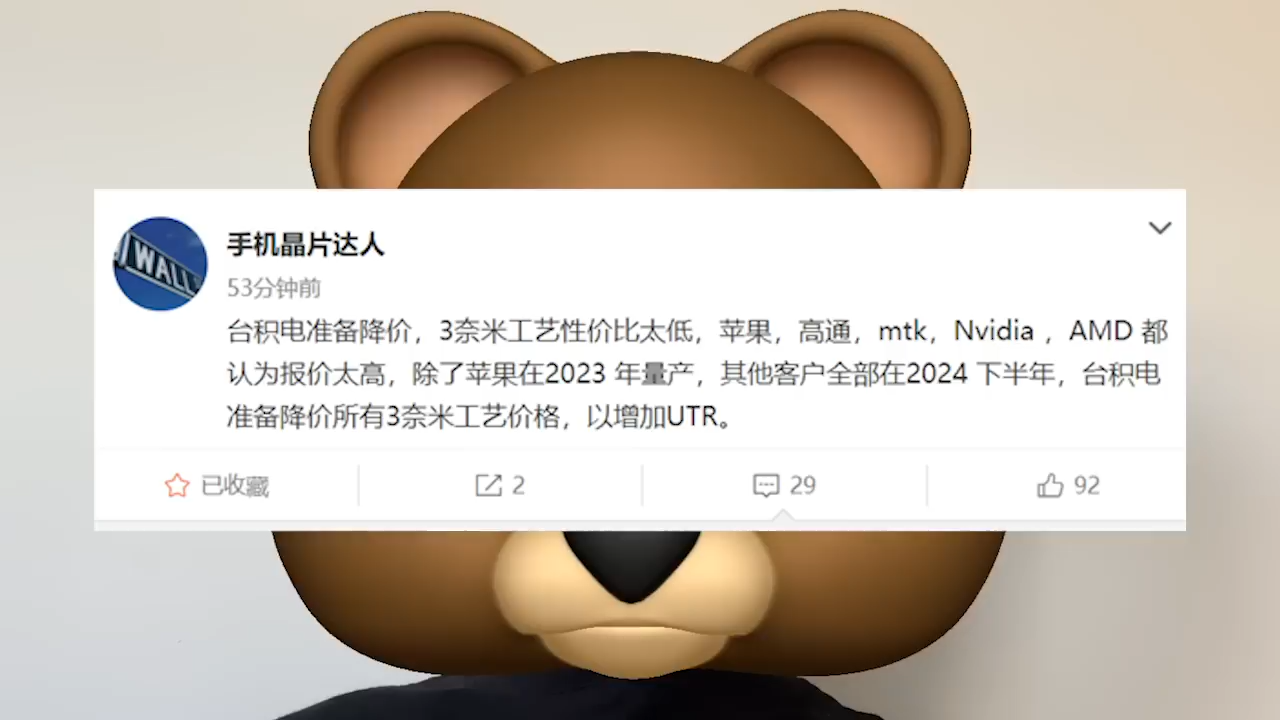 WALL
手机晶片达人
53分钟前
台积电准备降价，3奈米工艺性价比太低，苹果，高通，mtk，Nvidia ，AMD 都
认为报价太高，除了苹果在2023 年量产，其他客户全部在2024 下半年，台积电
准备降价所有3奈米工艺价格，以增加UTR。
已收藏
2
29
92